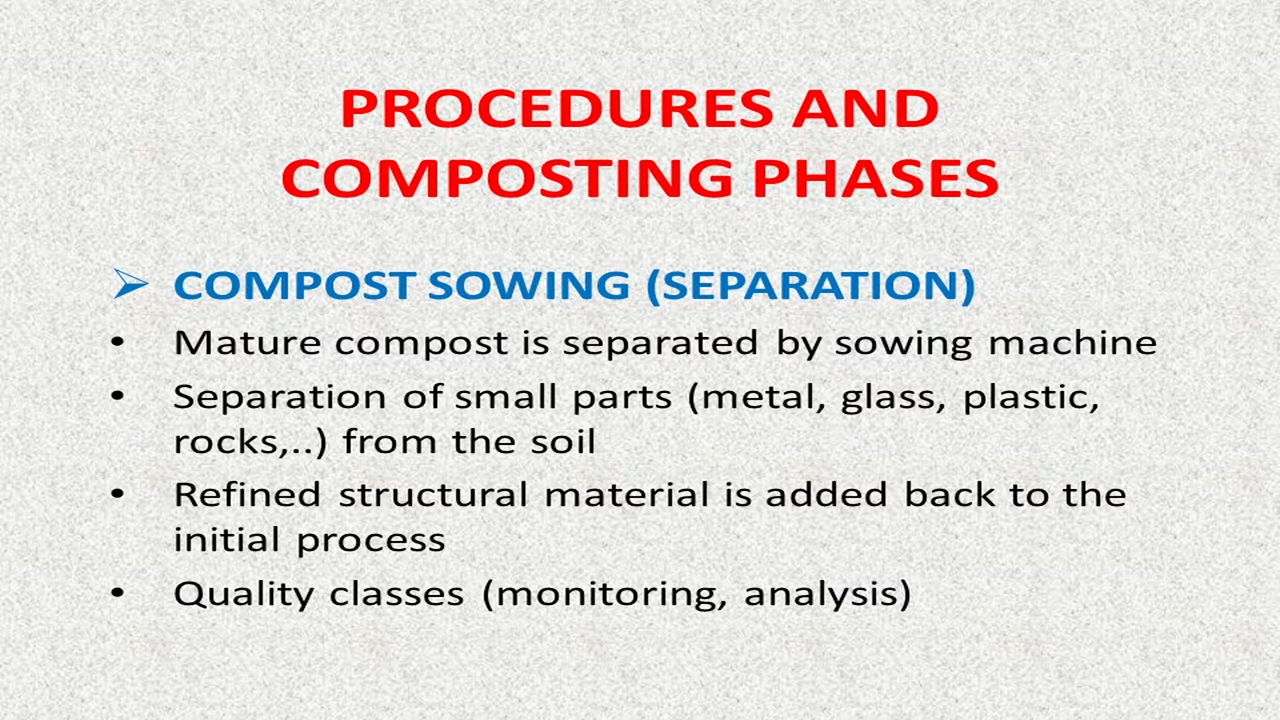 PROCEDURES AND
COMPOSTING PHASES
➢ COMPOST SOWING (SEPARATION)
• Mature compost is separated by sowing machine
• Separation of small parts (metal, glass, plastic,
rocks,..) from the soil
• Refined structural material is added back to the
initial process
• Quality classes (monitoring, analysis)